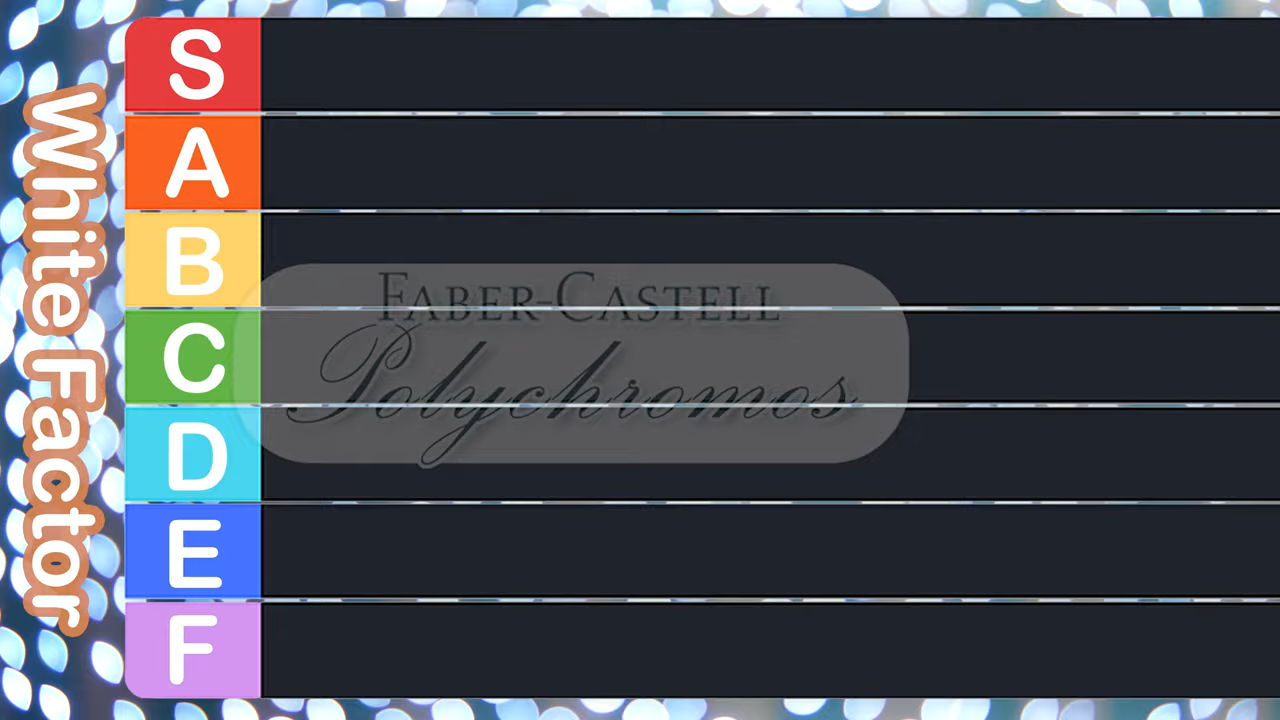 White Factor
S
A
B
C
D
E
F
FABER-CASTELL
Polychromos